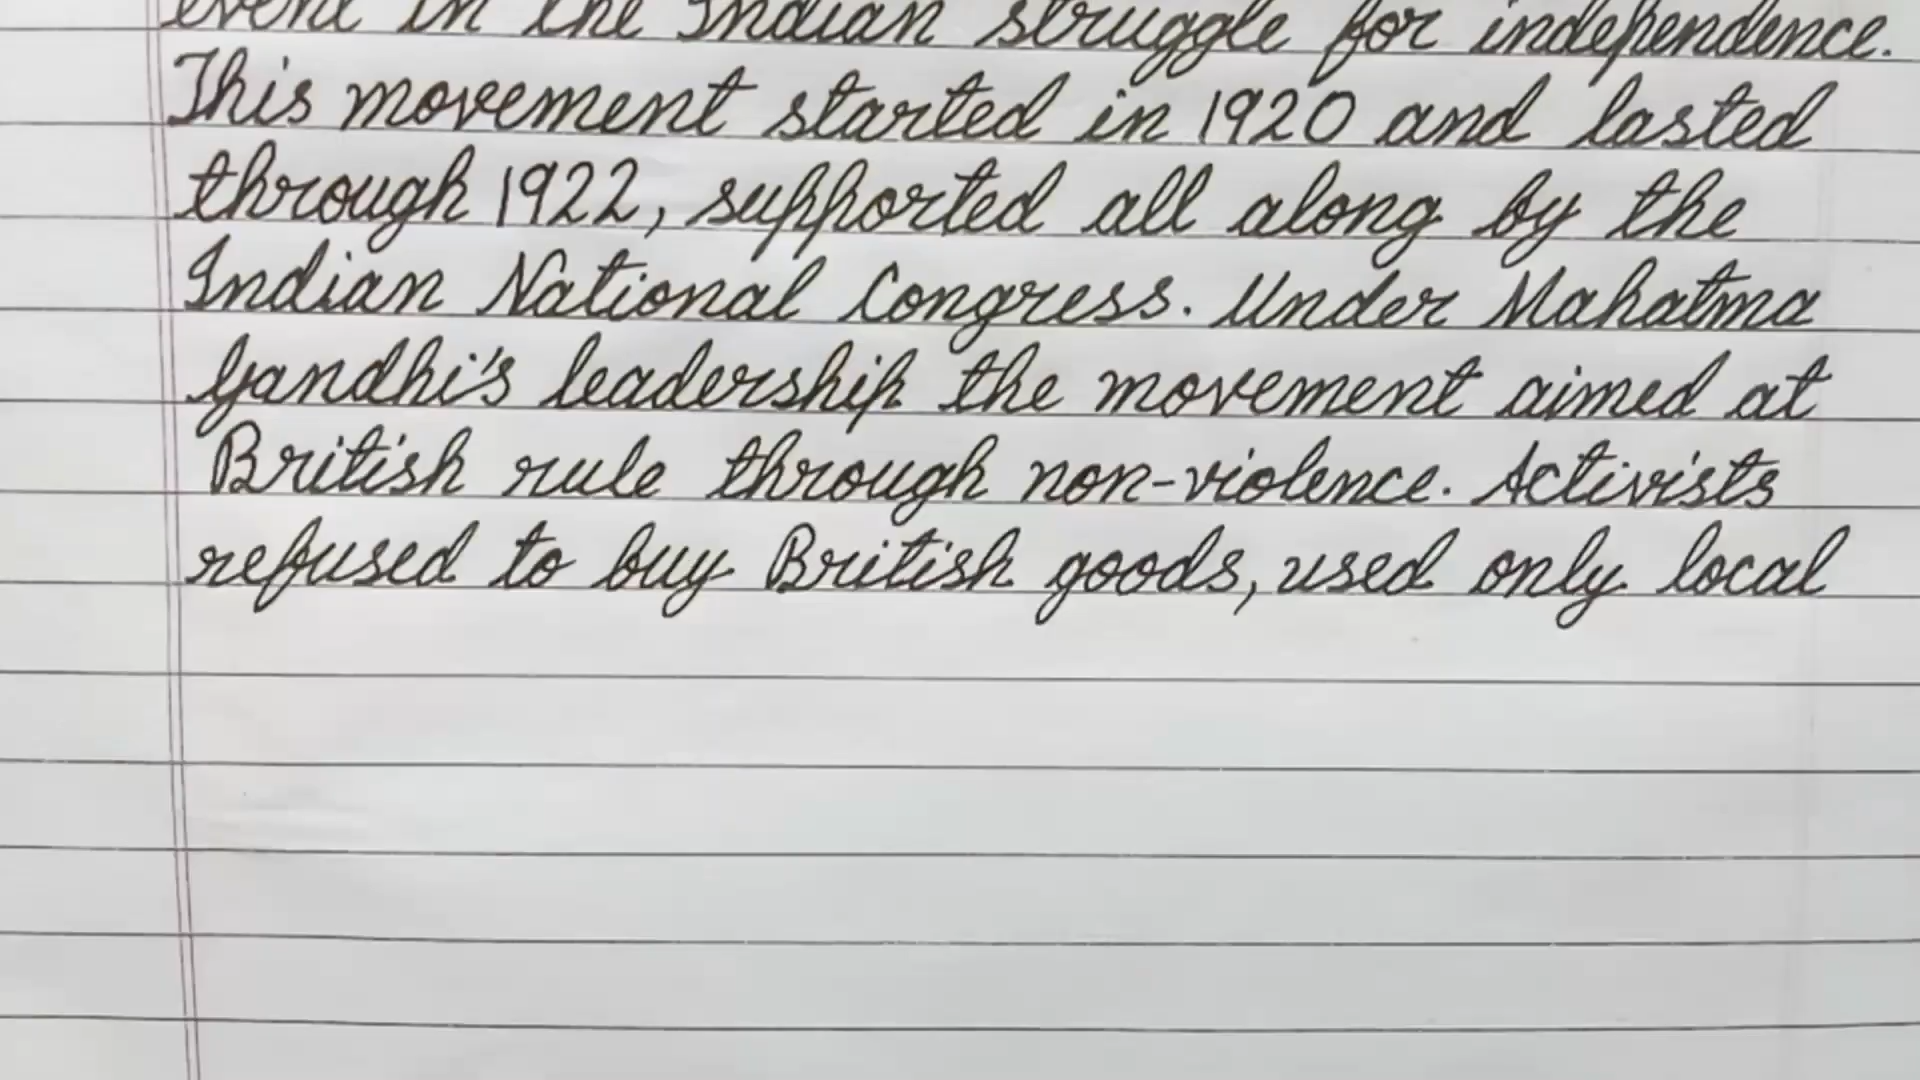 event in the Indian struggle for independence.
This movement started in 1920 and lasted
through 1922, supported all along by the
Indian National Congress. Under Mahatma
Gandhi's leadership the movement aimed at
British rule through non-violence. Activists
refused to buy British goods, used only local